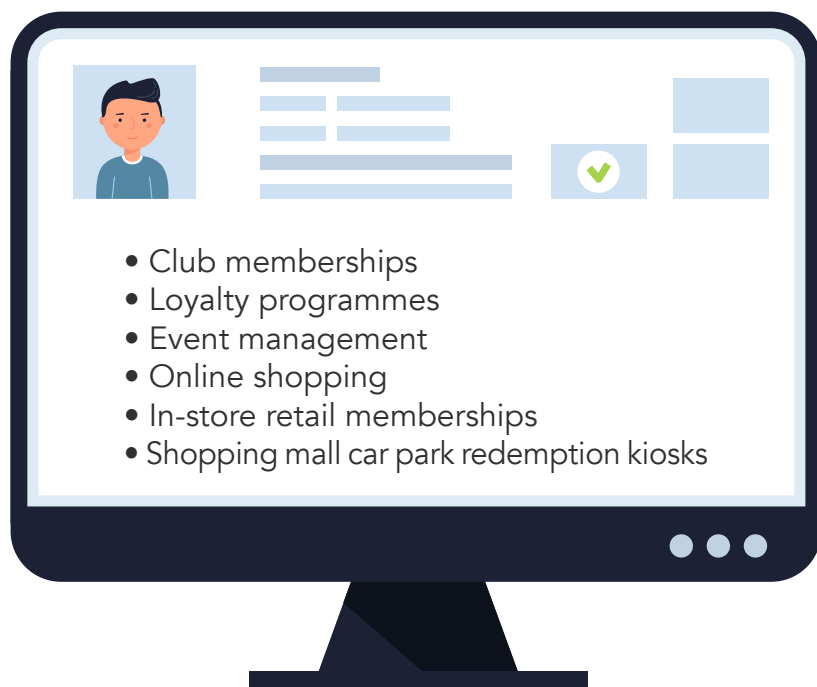 • Club memberships
• Loyalty programmes
• Event management
• Online shopping
• In-store retail memberships
• Shopping mall car park redemption kiosks